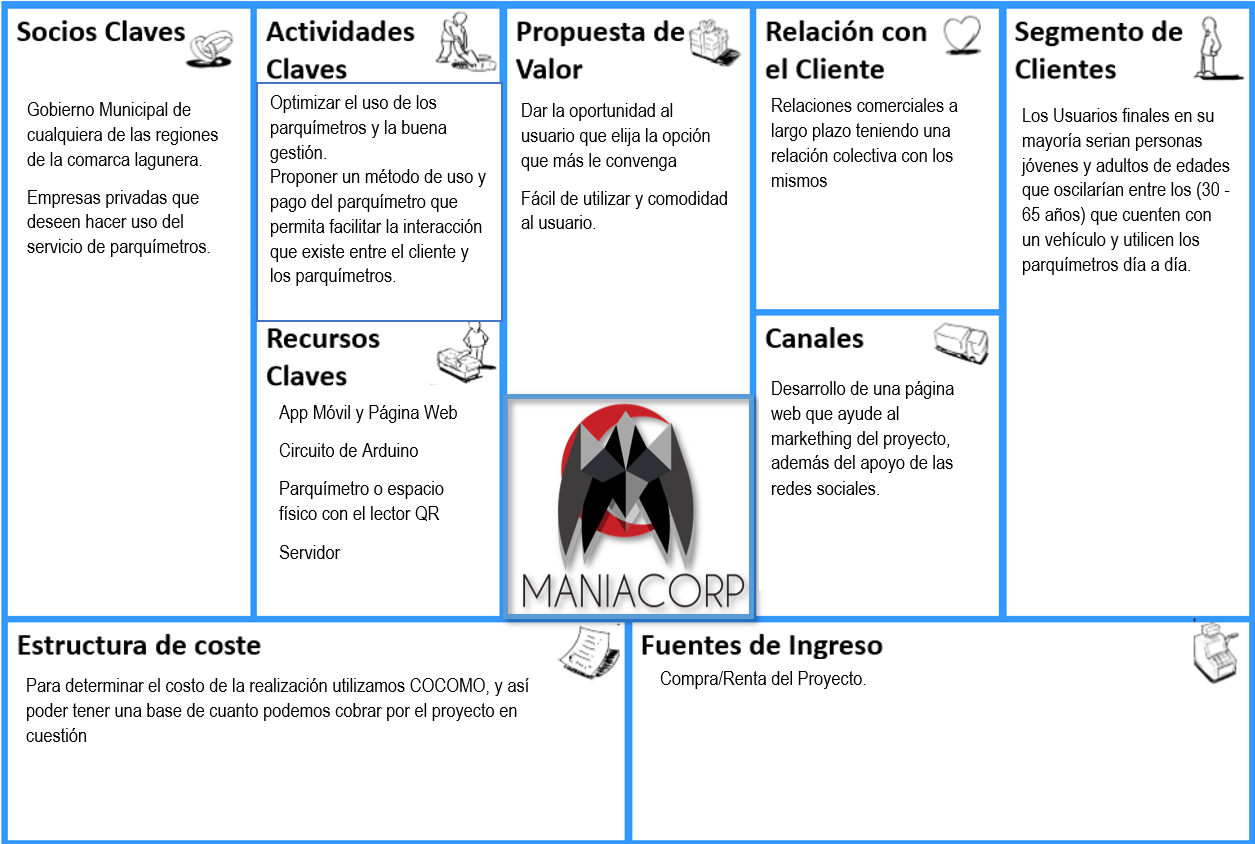 Socios Claves
Gobierno Municipal de
cualquiera de las regiones
de la comarca lagunera.
Empresas privadas que
deseen hacer uso del
servicio de parquímetros.
Actividades
Claves
Optimizar el uso de los
parquímetros y la buena
gestión.
Proponer un método de uso y
pago del parquímetro que
permita facilitar la interacción
que existe entre el cliente y
los parquímetros.
Recursos
Claves
App Móvil y Página Web
Circuito de Arduino
Parquímetro o espacio
físico con el lector QR
Servidor
Propuesta de
Valor
Dar la oportunidad al
usuario que elija la opción
que más le convenga
Fácil de utilizar y comodidad
al usuario.
MANIACORP
Relación con
el Cliente
Relaciones comerciales a
largo plazo teniendo una
relación colectiva con los
mismos
Canales
Desarrollo de una página
web que ayude al
markething del proyecto,
además del apoyo de las
redes sociales.
Segmento de
Clientes
Los Usuarios finales en su
mayoría serian personas
jóvenes y adultos de edades
que oscilarían entre los (30 -
65 años) que cuenten con
un vehículo y utilicen los
parquímetros día a día.
Estructura de coste
Para determinar el costo de la realización utilizamos COCOMO, y así
poder tener una base de cuanto podemos cobrar por el proyecto en
cuestión
Fuentes de Ingreso
Compra/Renta del Proyecto.